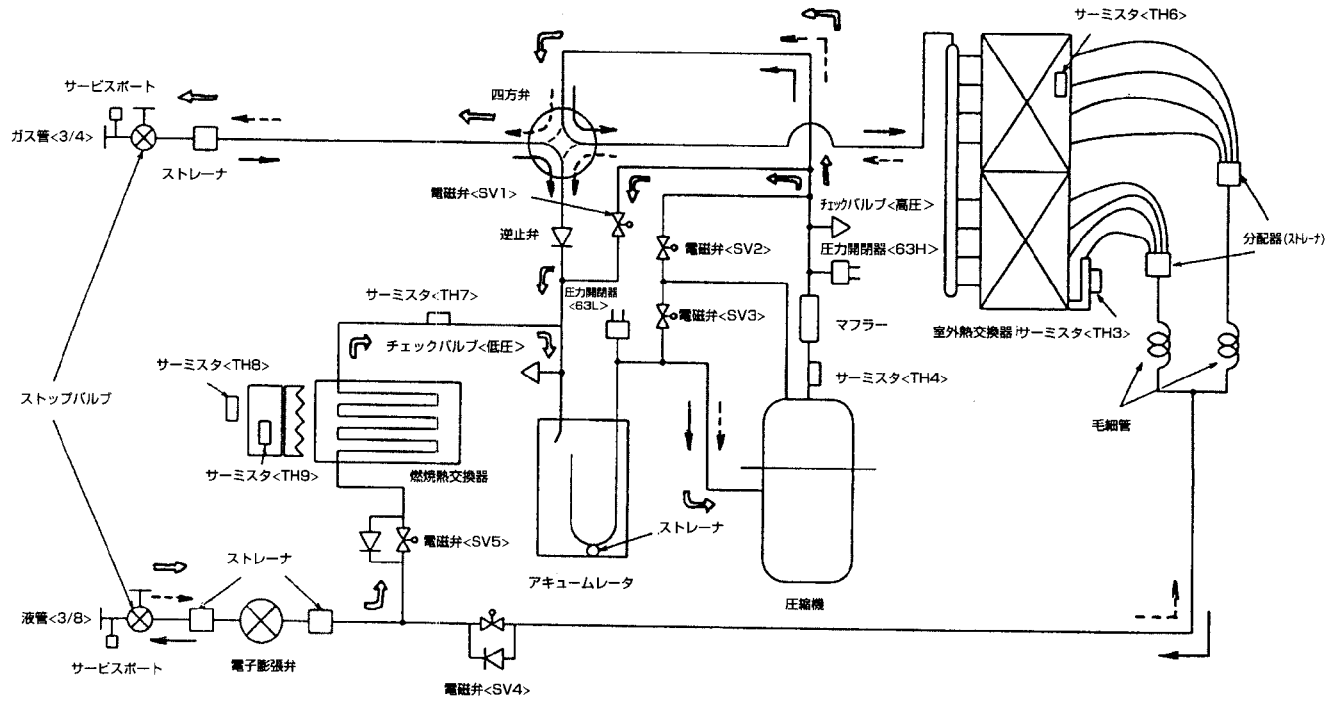 サーミスタ<TH6>
サービスポート
四方弁
ガス管<3/4>
ストレーナ
電磁弁<SV1>
チェックバルブ<高圧>
逆止弁
電磁弁<SV2>
圧力開閉器<63H>
分配器(ストレーナ)
サーミスタ<TH7>
圧力開閉器
<63L>
電磁弁<SV3>
マフラー
室外熱交換器
サーミスタ<TH3>
チェックバルブ<低圧>
サーミスタ<TH8>
サーミスタ<TH4>
ストップバルブ
毛細管
サーミスタ<TH9>
燃焼熱交換器
ストレーナ
電磁弁<SV5>
ストレーナ
アキュームレータ
圧縮機
液管<3/8>
サービスポート
電子膨張弁
電磁弁<SV4>